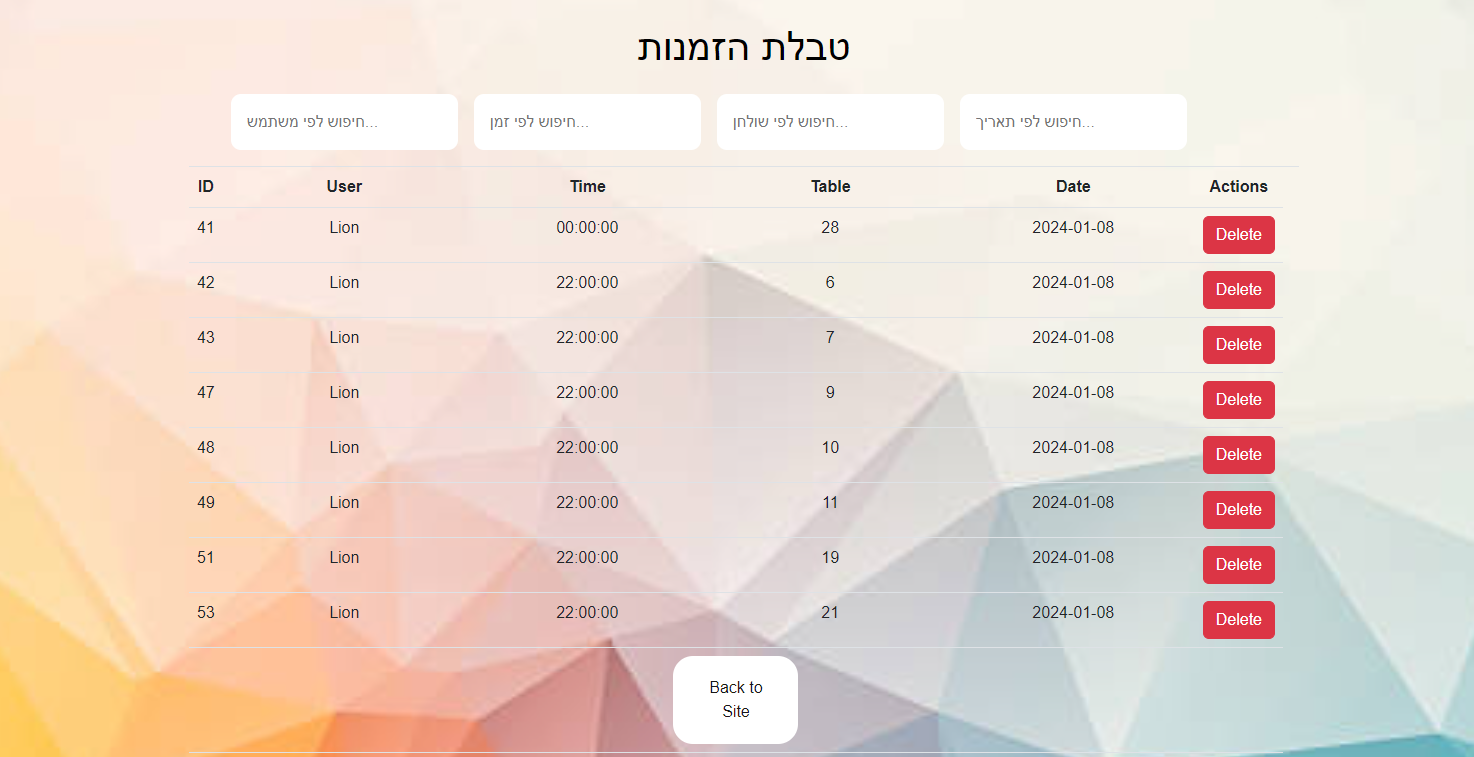 טבלת הזמנות
חיפוש לפי משתמש...
חיפוש לפי זמן...
חיפוש לפי שולחן...
חיפוש לפי תאריך...
ID User Time Table Date Actions
41 Lion 00:00:00 28 2024-01-08 Delete
42 Lion 22:00:00 6 2024-01-08 Delete
43 Lion 22:00:00 7 2024-01-08 Delete
47 Lion 22:00:00 9 2024-01-08 Delete
48 Lion 22:00:00 10 2024-01-08 Delete
49 Lion 22:00:00 11 2024-01-08 Delete
51 Lion 22:00:00 19 2024-01-08 Delete
53 Lion 22:00:00 21 2024-01-08 Delete
Back to
Site